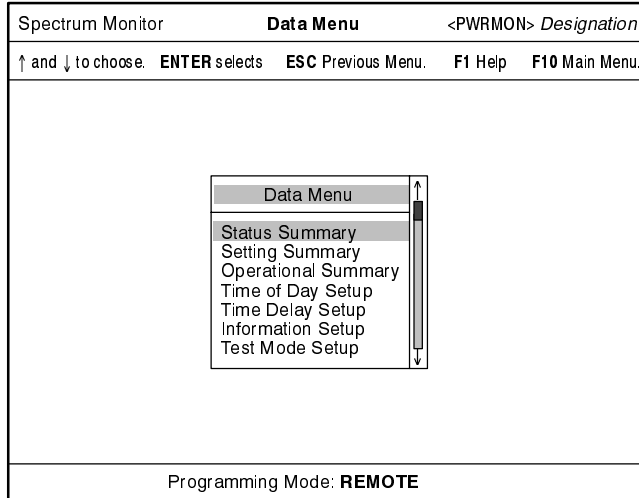 Spectrum Monitor Data Menu <PWRMON> Designation
↑ and ↓ to choose. ENTER selects ESC Previous Menu. F1 Help F10 Main Menu.
Data Menu
Status Summary
Setting Summary
Operational Summary
Time of Day Setup
Time Delay Setup
Information Setup
Test Mode Setup
Programming Mode: REMOTE